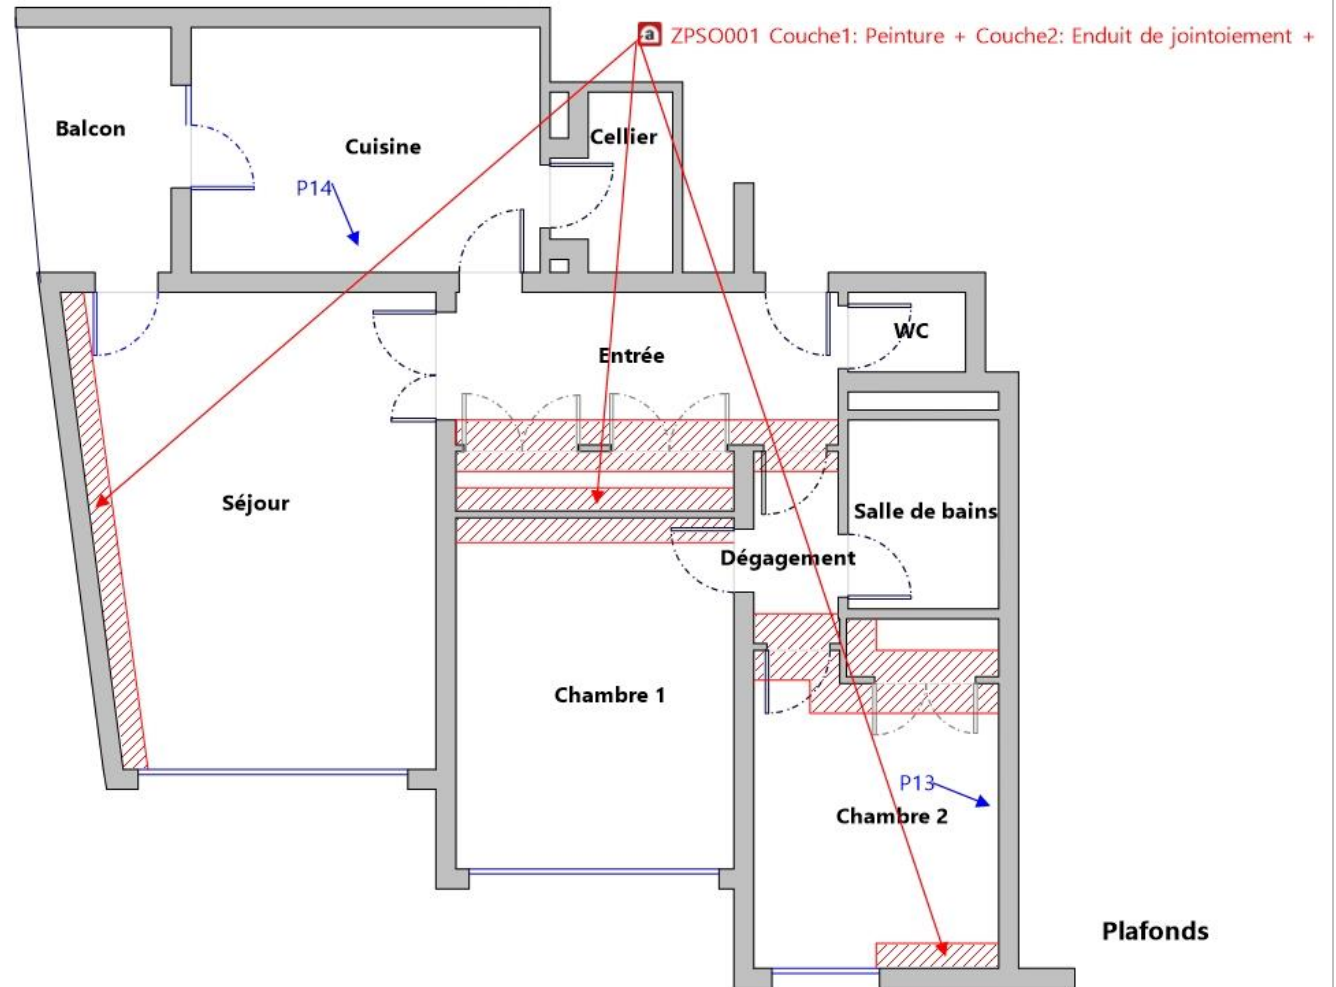 a ZPSO001 Couche1: Peinture + Couche2: Enduit de jointoiement +
Balcon
Cuisine
Cellier
P14
WC
Entrée
Séjour
Salle de bains
Dégagement
Chambre 1
P13
Chambre 2
Plafonds